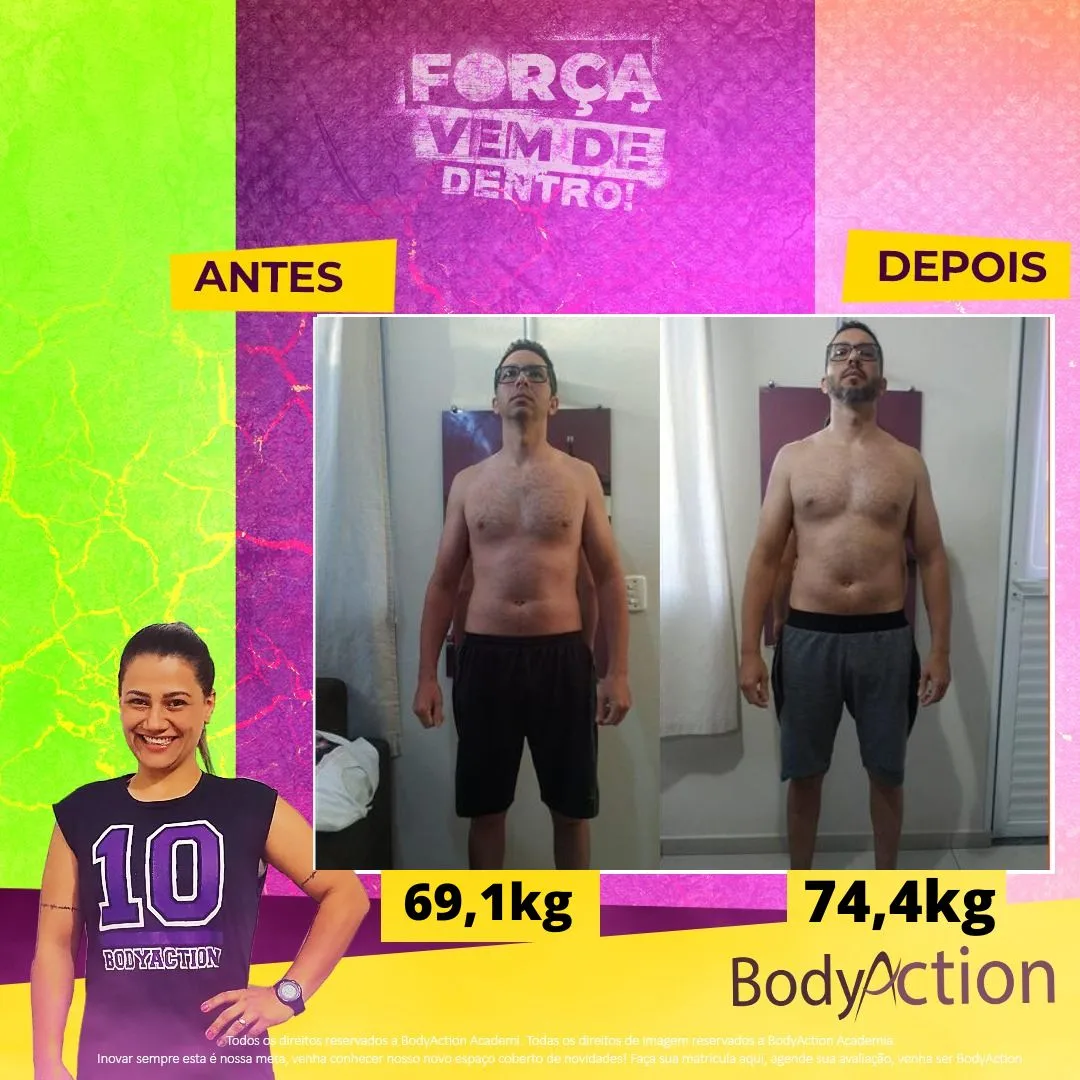 FORÇA
VEM DE
DENTRO!
ANTES
DEPOIS
10
BODYACTION
69,1kg
74,4kg
BodyAction
Todos os direitos reservados a BodyAction Academi. Todas os direitos de imagem reservados a BodyAction Academia.
Inovar sempre esta é nossa meta, venha conhecer nosso novo espaço coberto de novidades! Faça sua matrícula aqui, agende sua avaliação, venha ser BodyAction